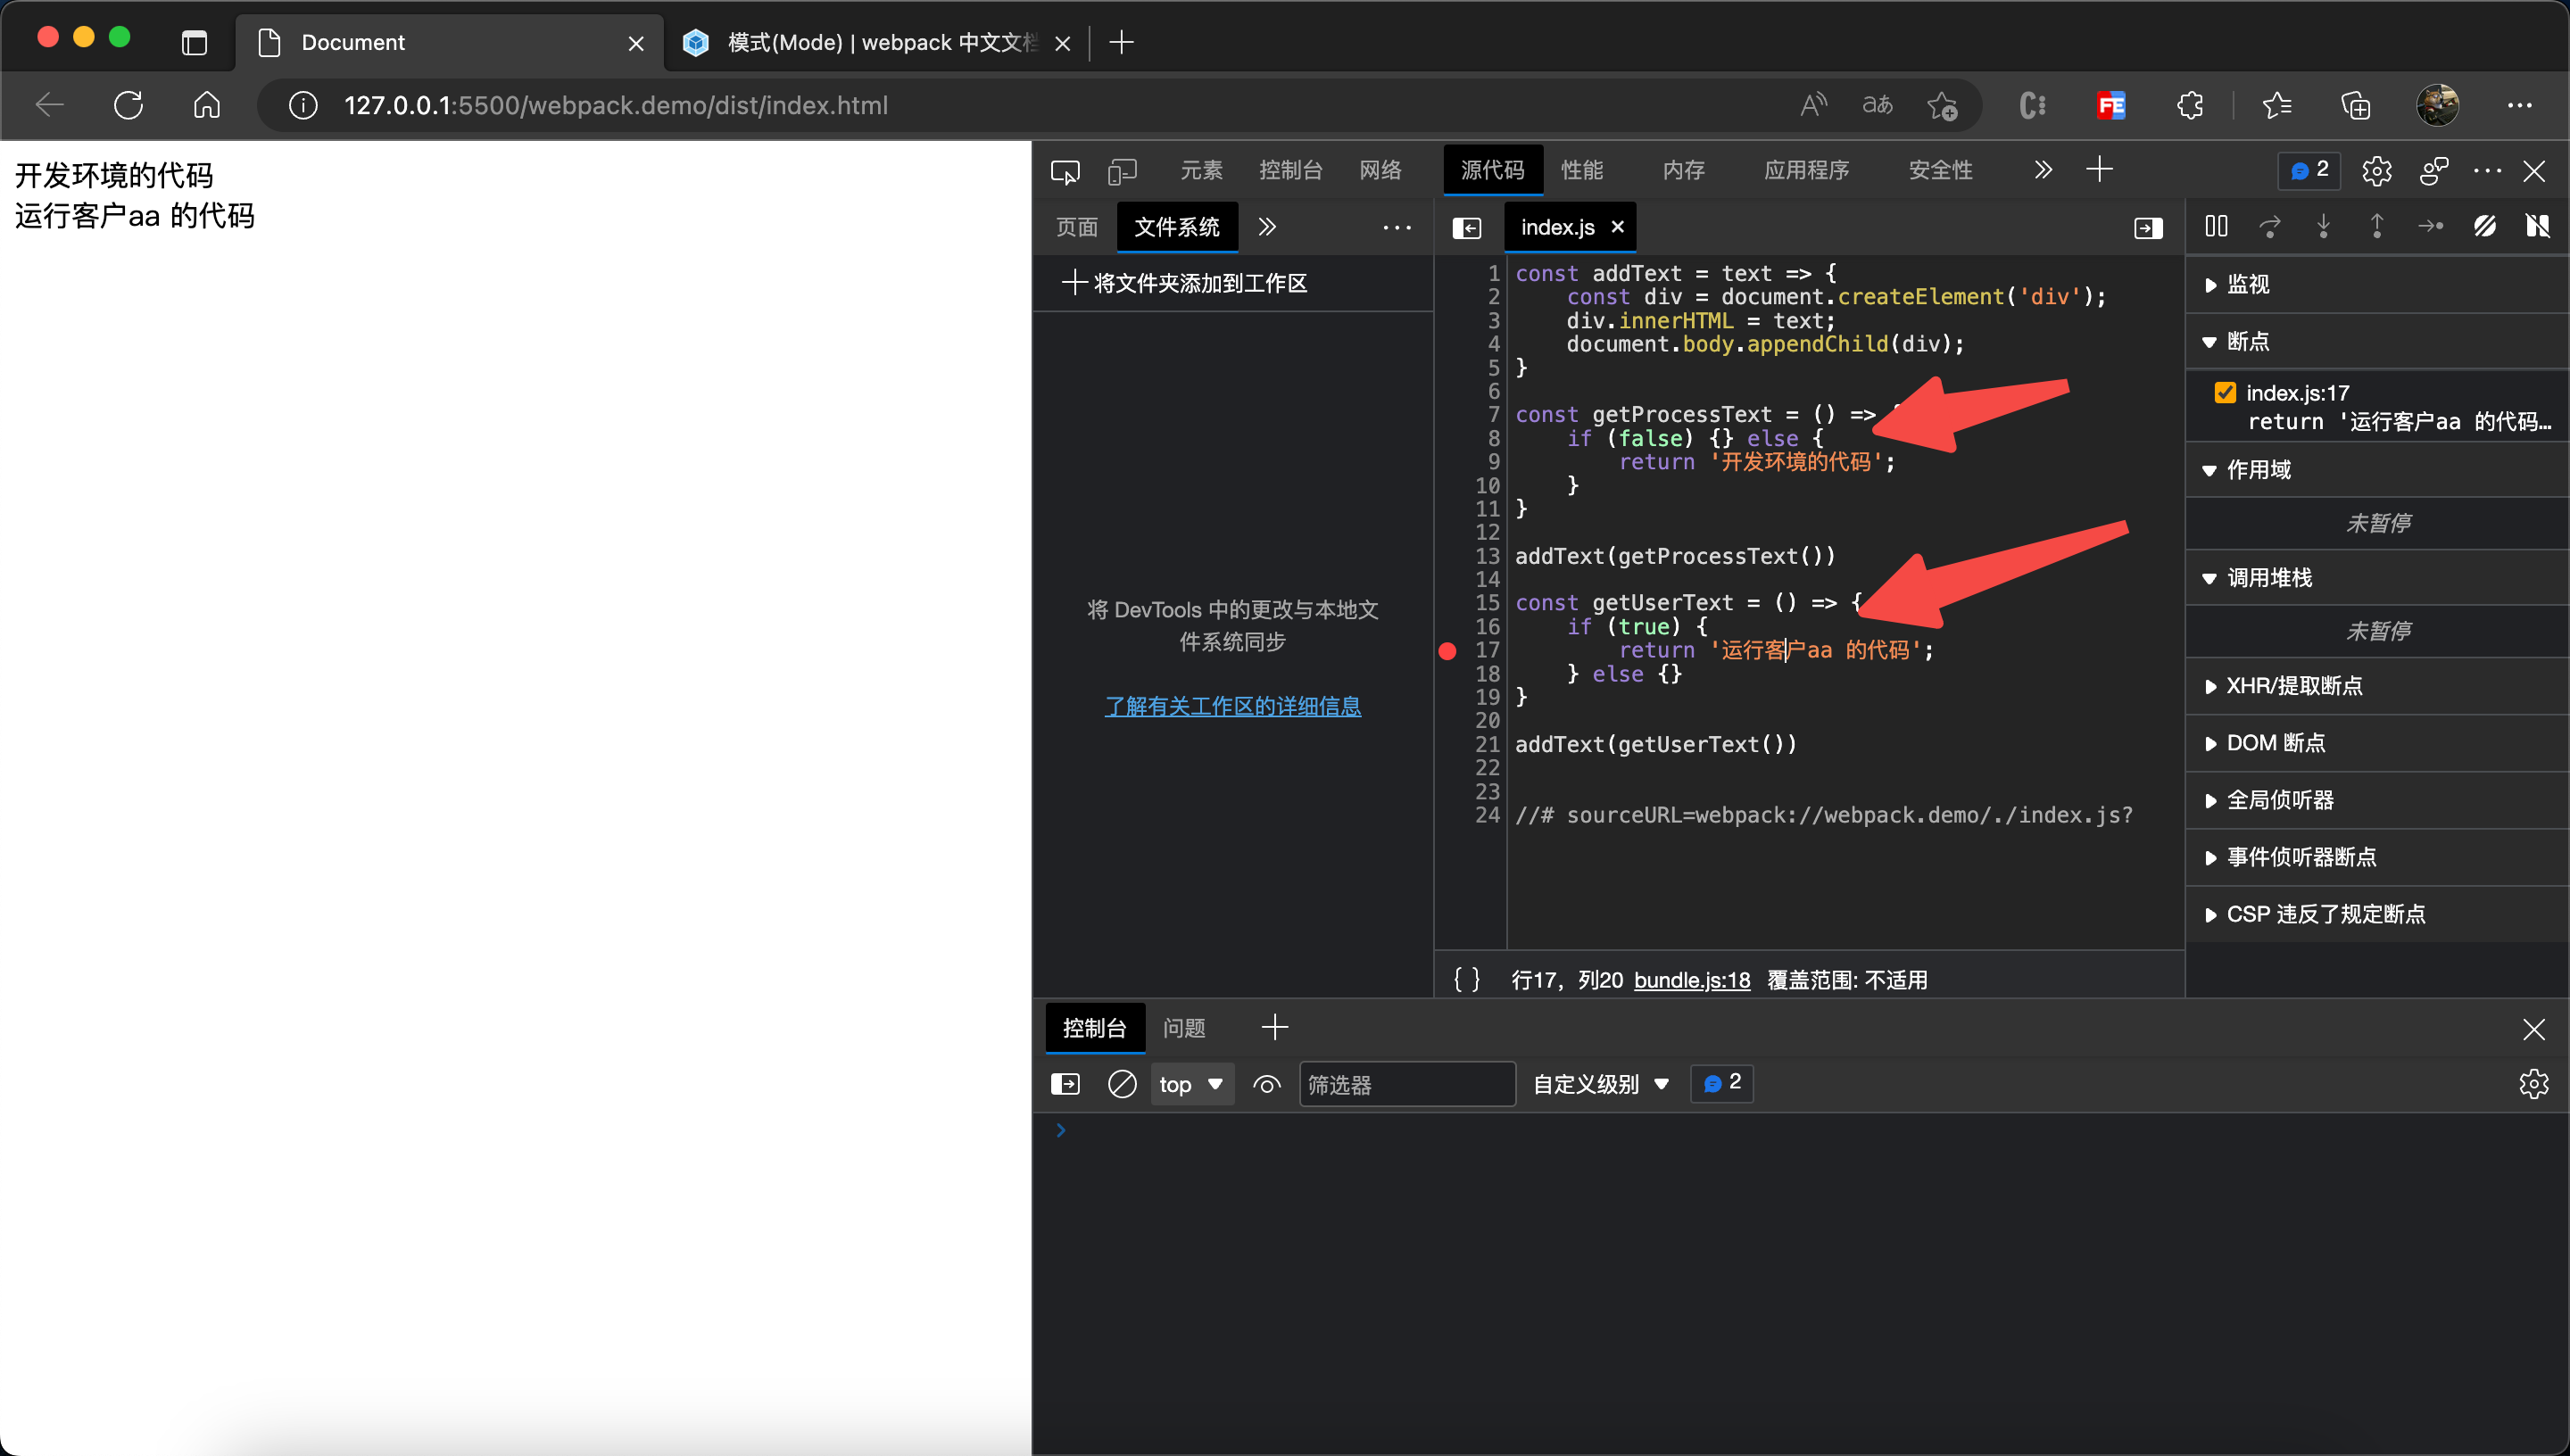 Document
模式(Mode) | webpack 中文文档
127.0.0.1:5500/webpack.demo/dist/index.html
开发环境的代码
运行客户aa 的代码
元素 控制台 网络 源代码 性能 内存 应用程序 安全性 2
页面 文件系统
将文件夹添加到工作区
将 DevTools 中的更改与本地文
件系统同步
了解有关工作区的详细信息
index.js
1 const addText = text => {
2 const div = document.createElement('div');
3 div.innerHTML = text;
4 document.body.appendChild(div);
5 }
6
7 const getProcessText = () =>
8 if (false) {} else {
9 return '开发环境的代码';
10 }
11 }
12
13 addText(getProcessText())
14
15 const getUserText = () => {
16 if (true) {
17 return '运行客户aa 的代码';
18 } else {}
19 }
20
21 addText(getUserText())
22
23
24 //# sourceURL=webpack://webpack.demo/./index.js?
{ } 行17，列20 bundle.js:18 覆盖范围: 不适用
监视
断点
index.js:17
return '运行客户aa 的代码…
作用域
未暂停
调用堆栈
未暂停
XHR/提取断点
DOM 断点
全局侦听器
事件侦听器断点
CSP 违反了规定断点
控制台 问题
top 筛选器 自定义级别 2